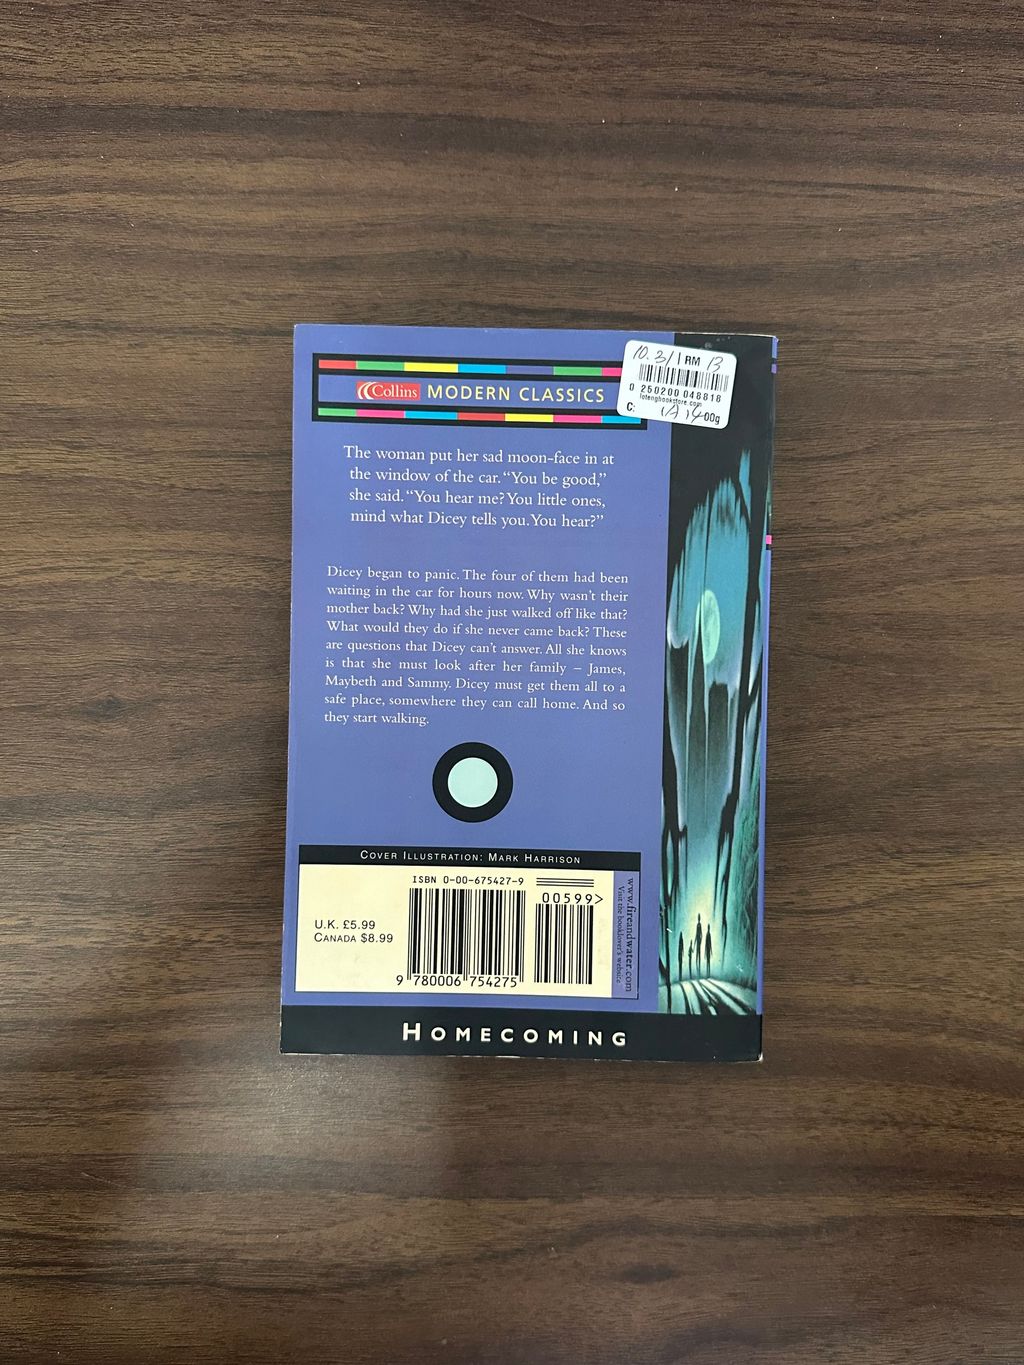 10.3/1 RM 13
0 250200 048818
lotengbookstore.com
C: 00g
Collins MODERN CLASSICS
The woman put her sad moon-face in at
the window of the car. “You be good,”
she said. “You hear me? You little ones,
mind what Dicey tells you. You hear?”
Dicey began to panic. The four of them had been
waiting in the car for hours now. Why wasn’t their
mother back? Why had she just walked off like that?
What would they do if she never came back? These
are questions that Dicey can’t answer. All she knows
is that she must look after her family – James,
Maybeth and Sammy. Dicey must get them all to a
safe place, somewhere they can call home. And so
they start walking.
COVER ILLUSTRATION: MARK HARRISON
ISBN 0-00-675427-9
00599>
U.K. £5.99
CANADA $8.99
9 780006 754275
www.fireandwater.com
Visit the booklover's website
HOMECOMING